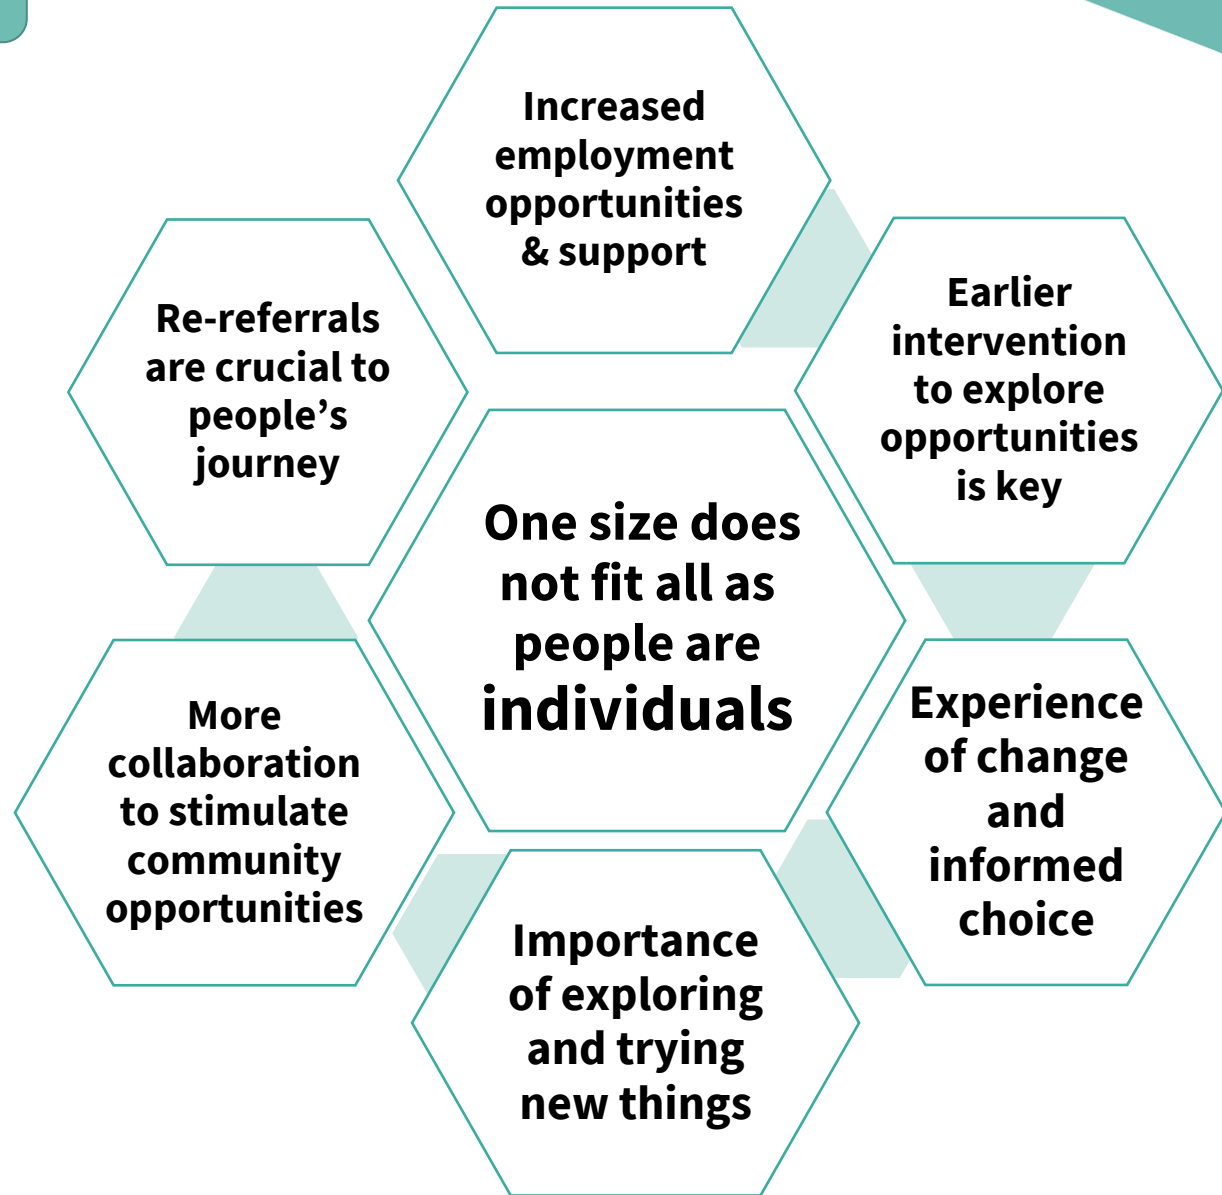 Increased
employment
opportunities
& support
Re-referrals
are crucial to
people’s
journey
Earlier
intervention
to explore
opportunities
is key
One size does
not fit all as
people are
individuals
More
collaboration
to stimulate
community
opportunities
Experience
of change
and
informed
choice
Importance
of exploring
and trying
new things